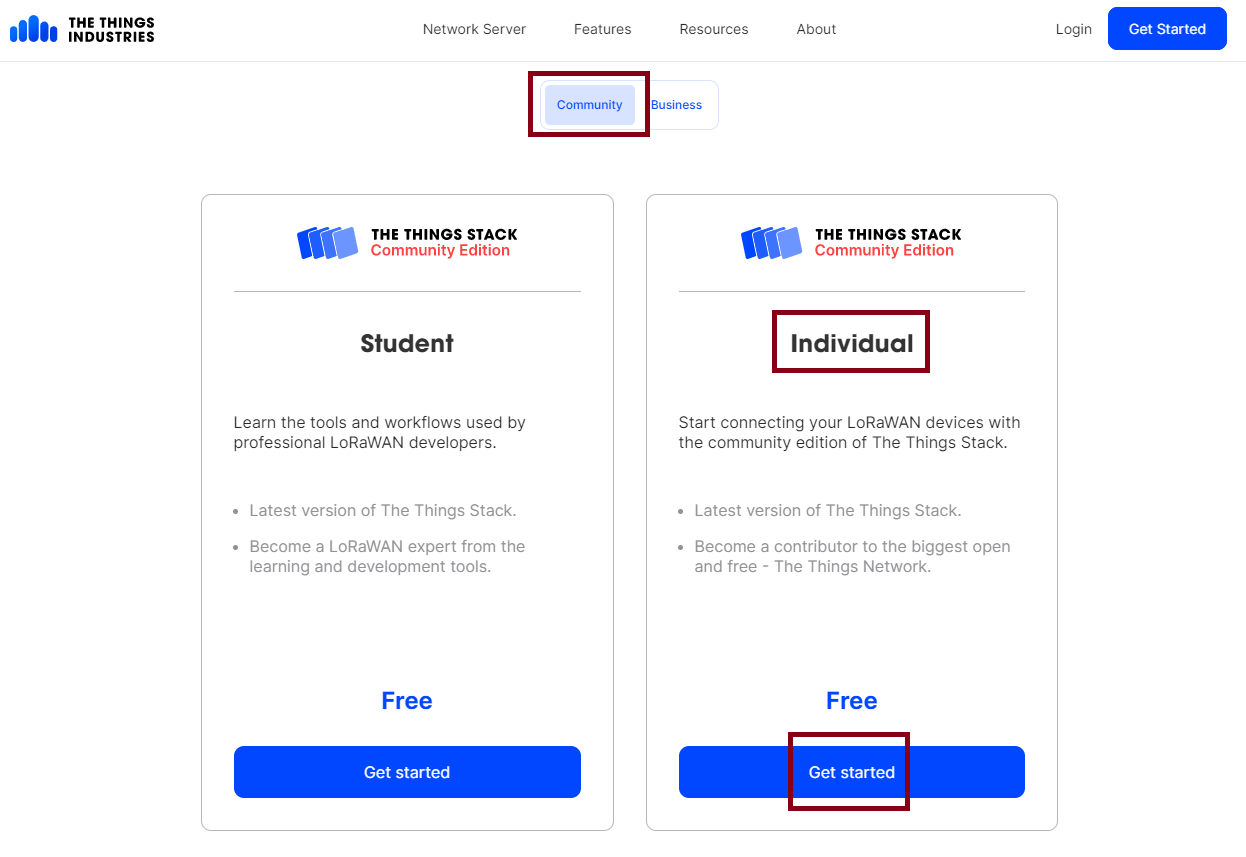 THE THINGS
INDUSTRIES
Network Server
Features
Resources
About
Login
Get Started
Community
Business
THE THINGS STACK
Community Edition
Student
Learn the tools and workflows used by
professional LoRaWAN developers.
• Latest version of The Things Stack.
• Become a LoRaWAN expert from the
learning and development tools.
Free
Get started
THE THINGS STACK
Community Edition
Individual
Start connecting your LoRaWAN devices with
the community edition of The Things Stack.
• Latest version of The Things Stack.
• Become a contributor to the biggest open
and free - The Things Network.
Free
Get started